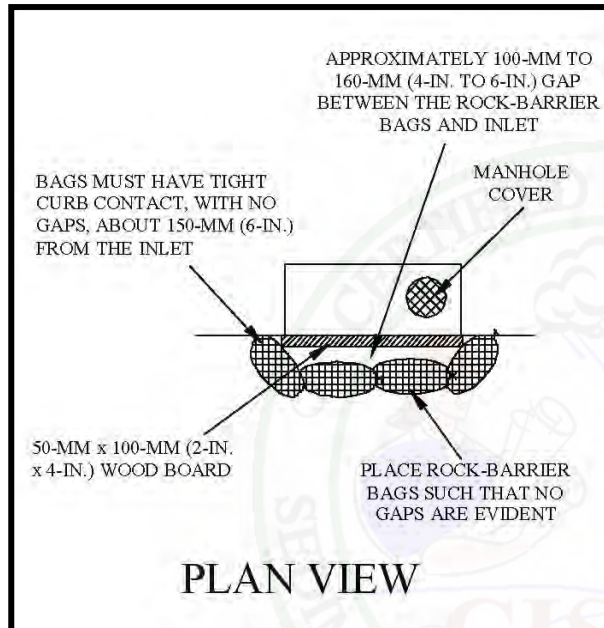 APPROXIMATELY 100-MM TO
160-MM (4-IN. TO 6-IN.) GAP
BETWEEN THE ROCK-BARRIER
BAGS AND INLET
MANHOLE
COVER
BAGS MUST HAVE TIGHT
CURB CONTACT, WITH NO
GAPS, ABOUT 150-MM (6-IN.)
FROM THE INLET
50-MM x 100-MM (2-IN.
x 4-IN.) WOOD BOARD
PLACE ROCK-BARRIER
BAGS SUCH THAT NO
GAPS ARE EVIDENT
PLAN VIEW